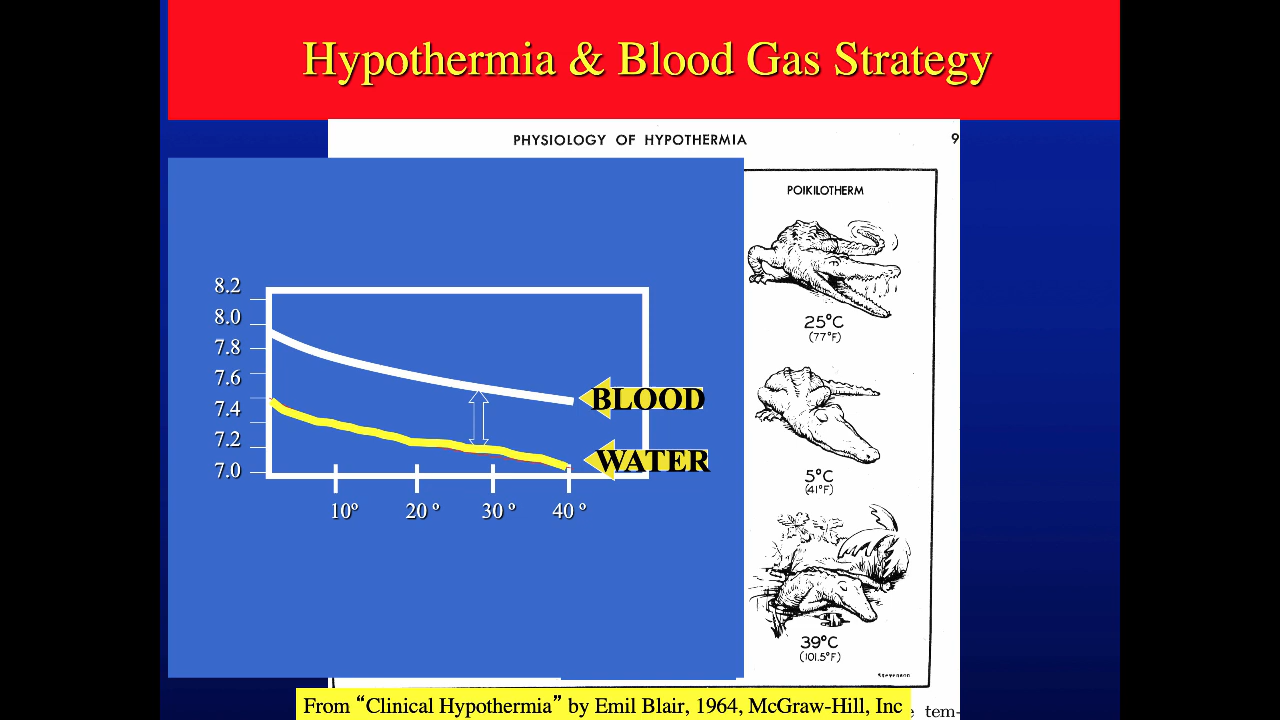 Hypothermia & Blood Gas Strategy
PHYSIOLOGY OF HYPOTHERMIA 9
POIKILOTHERM
25°C
(77°F)
5°C
(41°F)
39°C
(101.5°F)
Stevenson
8.2
8.0
7.8
7.6
7.4
7.2
7.0
BLOOD
WATER
10º 20 º 30 º 40 º
From “Clinical Hypothermia” by Emil Blair, 1964, McGraw-Hill, Inc
e tem-